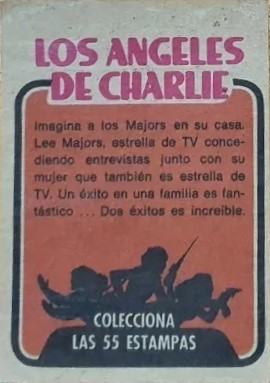 LOS ANGELES
DE CHARLIE
Imagina a los Majors en su casa.
Lee Majors, estrella de TV conce-
diendo entrevistas junto con su
mujer que también es estrella de
TV. Un éxito en una familia es fan-
tástico ... Dos éxitos es increible.
COLECCIONA
LAS 55 ESTAMPAS